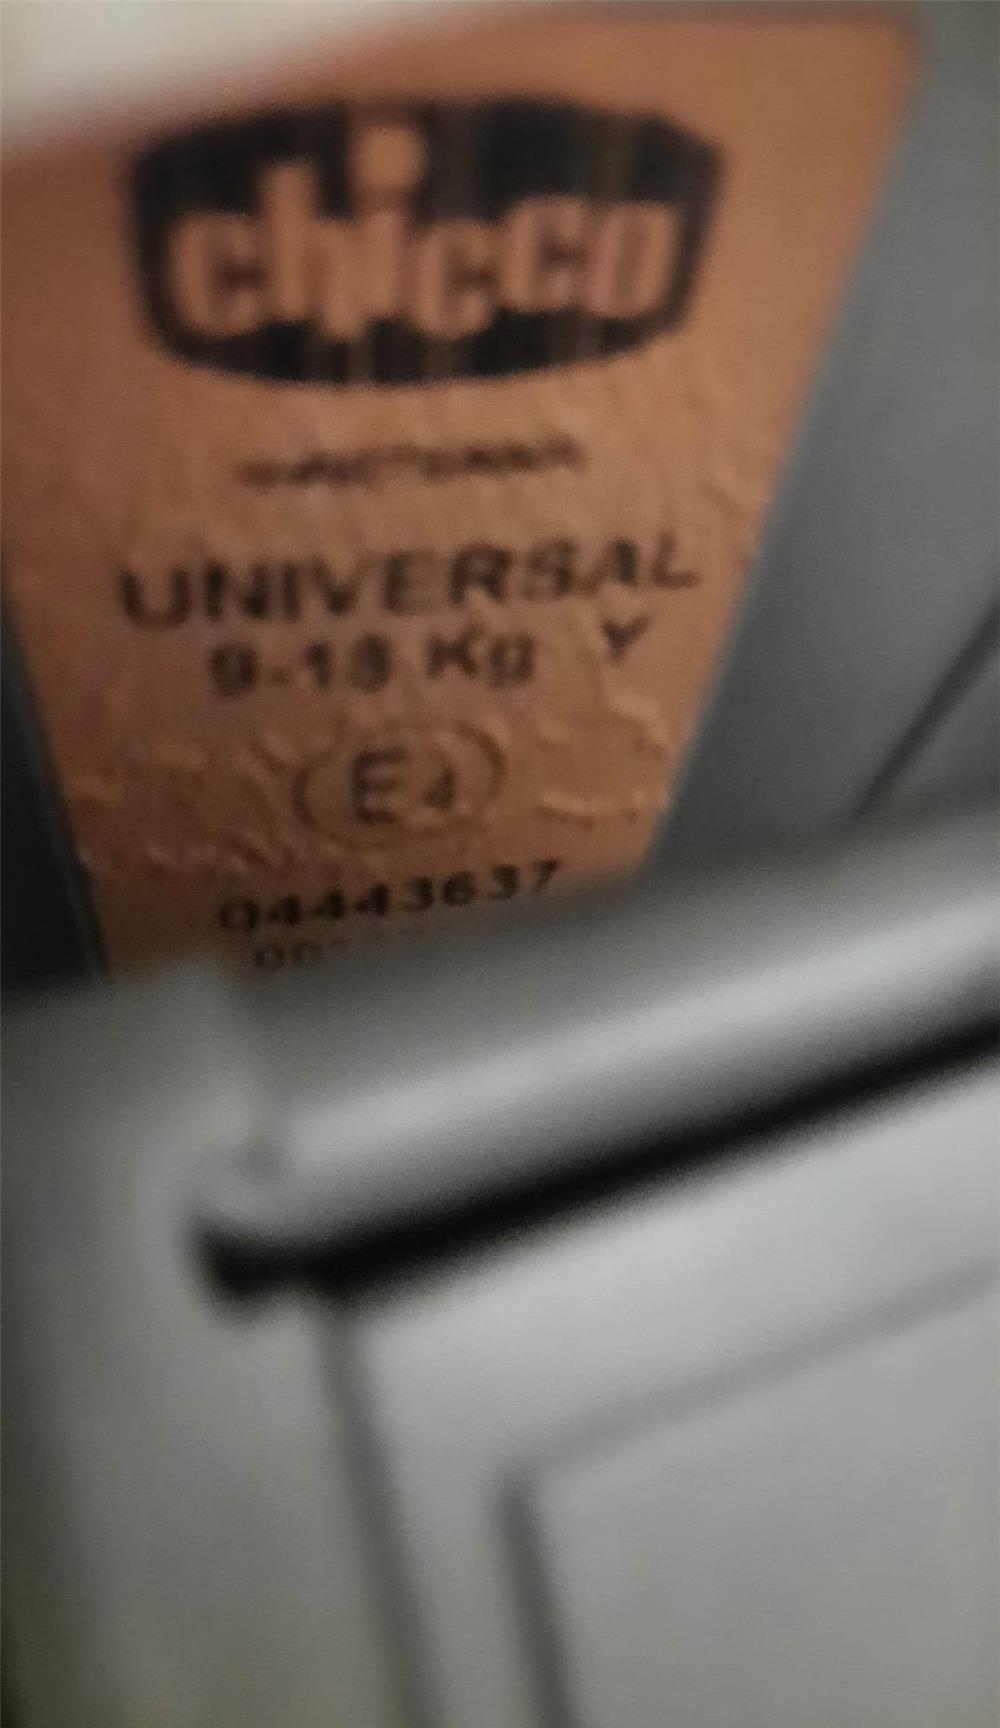 chicco
UNIVERSAL
9-18 Kg Y
E4
04443637